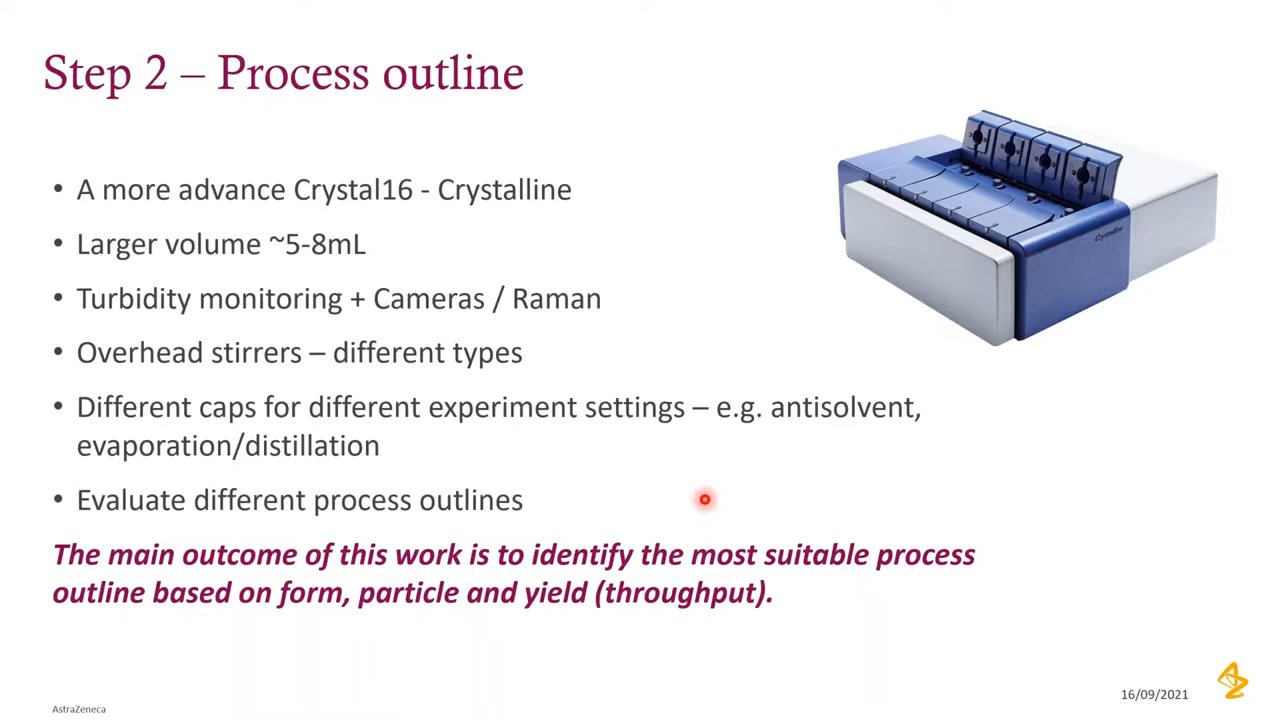 Step 2 – Process outline
• A more advance Crystal16 - Crystalline
• Larger volume ~5-8mL
• Turbidity monitoring + Cameras / Raman
• Overhead stirrers – different types
• Different caps for different experiment settings – e.g. antisolvent,
evaporation/distillation
• Evaluate different process outlines
The main outcome of this work is to identify the most suitable process
outline based on form, particle and yield (throughput).
Crystalline
16/09/2021
AstraZeneca